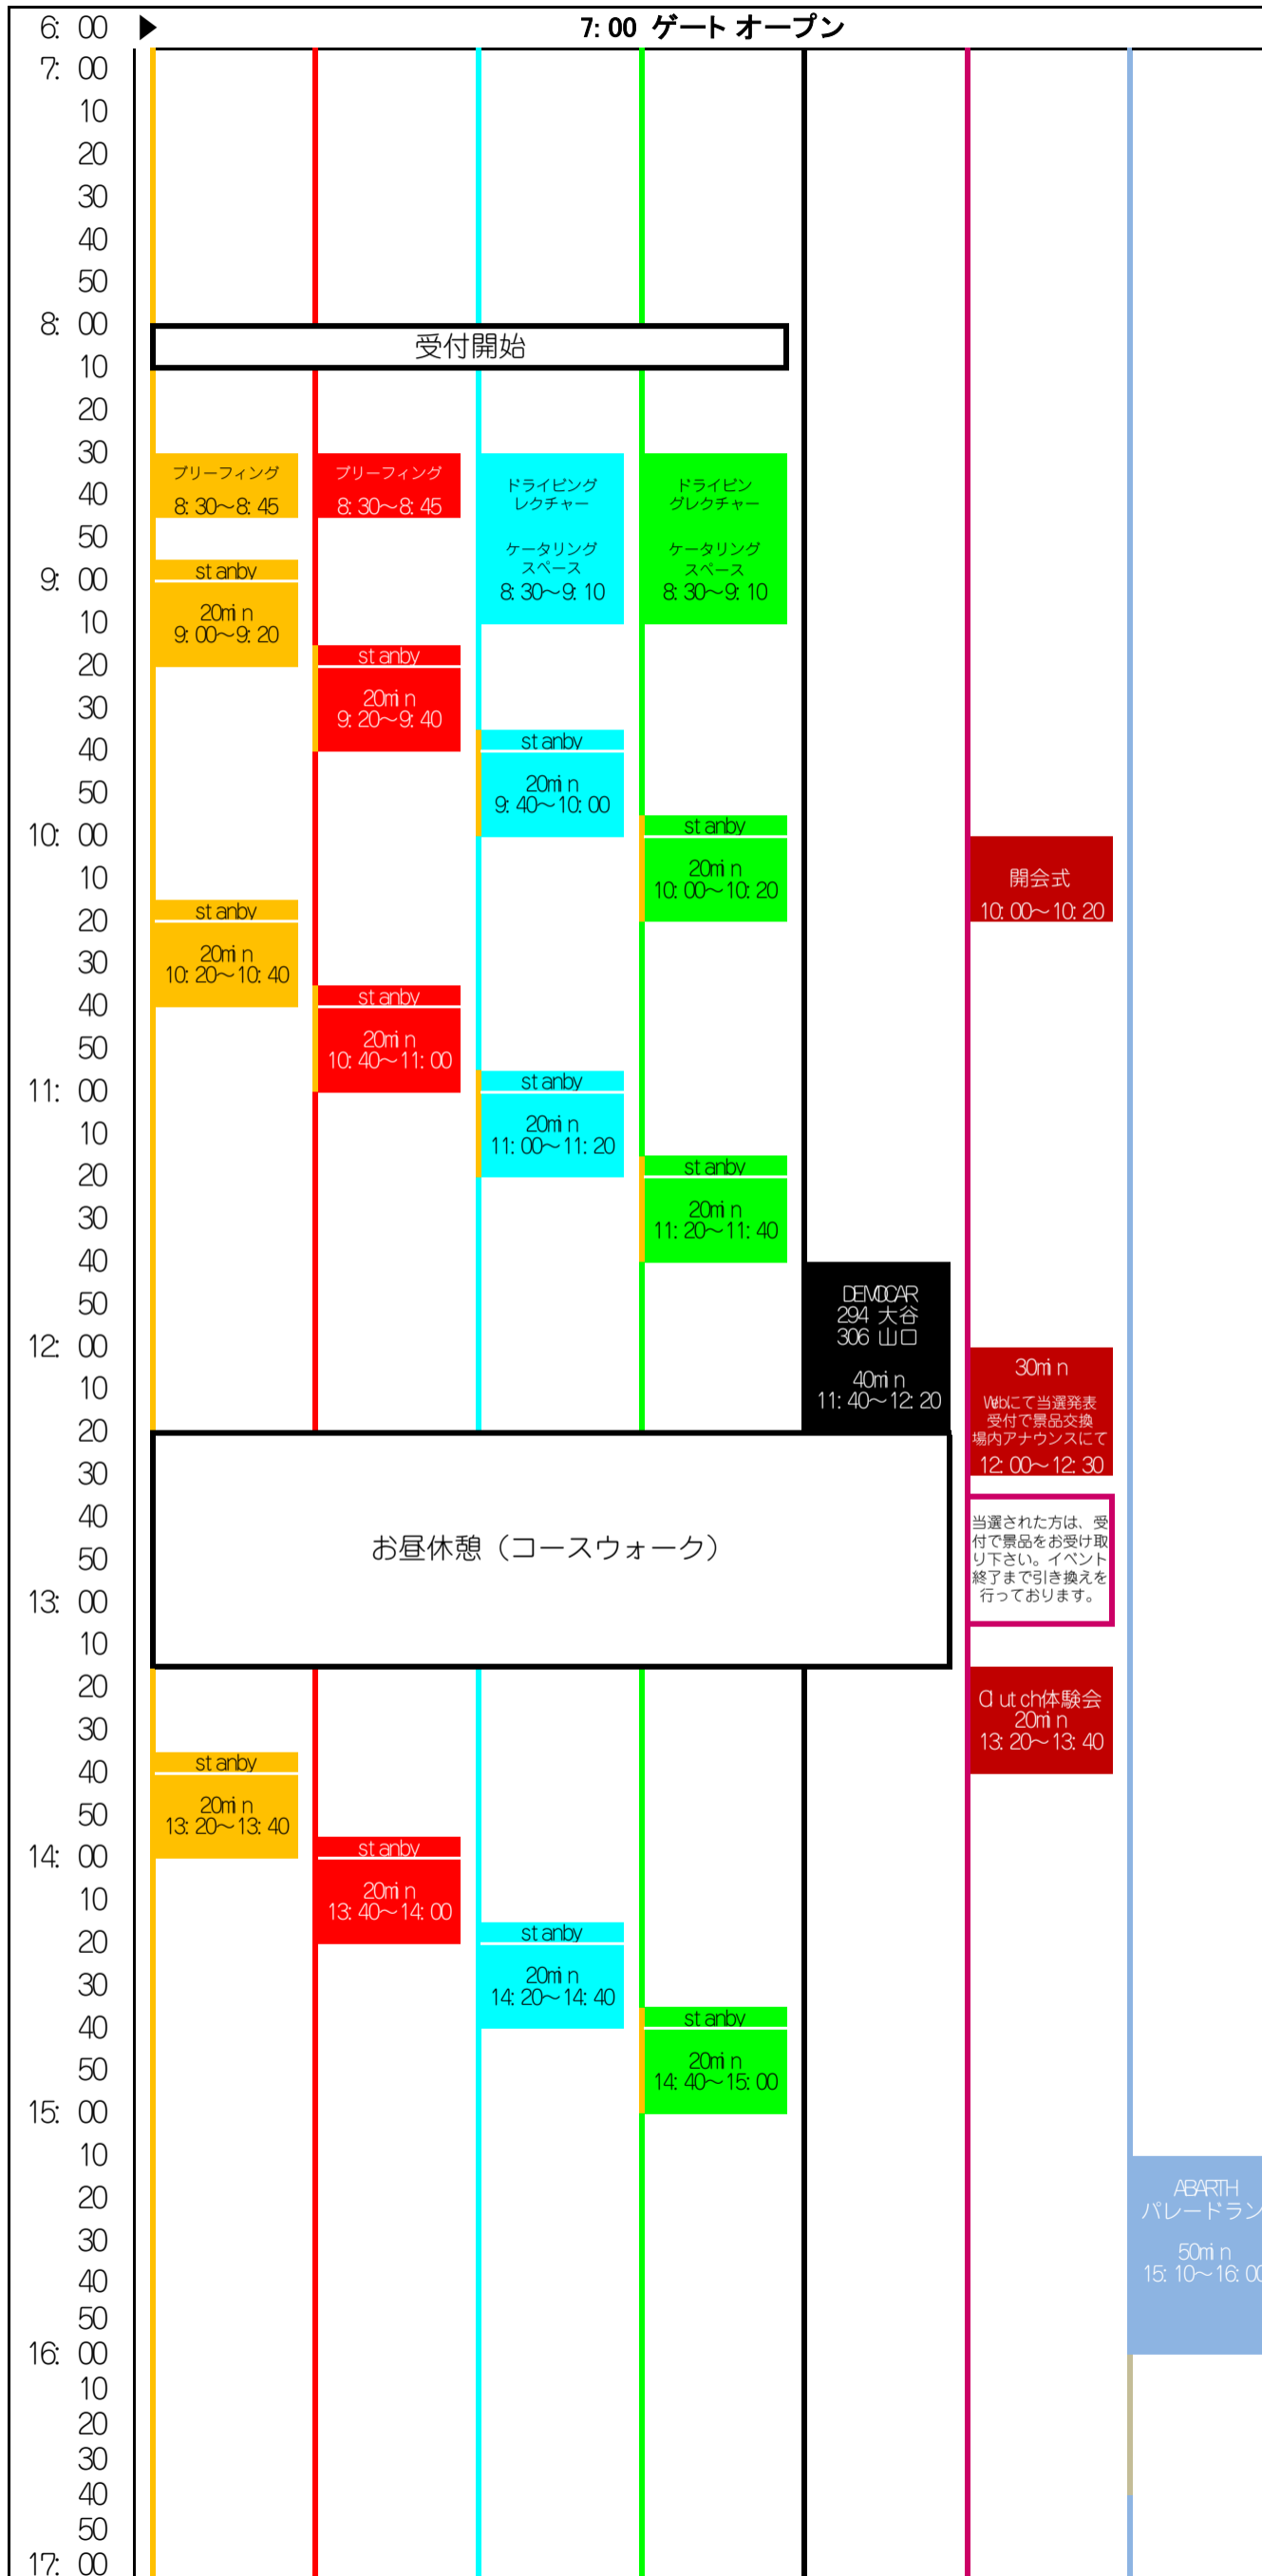 6: 00 ▶ 7: 00 ゲート オープン
7: 00
10
20
30
40
50
8: 00
受付開始
10
20
30
ブリーフィング
8: 30～8: 45
ブリーフィング
8: 30～8: 45
ドライビング
レクチャー
ケータリング
スペース
8: 30～9: 10
ドライビン
グレクチャー
ケータリング
スペース
8: 30～9: 10
40
50
9: 00
stanby
20min
9: 00～9: 20
10
20
stanby
20min
9: 20～9: 40
30
40
stanby
20min
9: 40～10: 00
50
10: 00
stanby
20min
10: 00～10: 20
開会式
10: 00～10: 20
10
20
stanby
20min
10: 20～10: 40
30
40
stanby
20min
10: 40～11: 00
50
11: 00
stanby
20min
11: 00～11: 20
10
20
stanby
20min
11: 20～11: 40
30
40
50
DEMOCAR
294 大谷
306 山口
40min
11: 40～12: 20
12: 00
30min
Webにて当選発表
受付で景品交換
場内アナウンスにて
12: 00～12: 30
10
20
30
40
50
お昼休憩（コースウォーク）
当選された方は、受
付で景品をお受け取
り下さい。イベント
終了まで引き換えを
行っております。
13: 00
10
20
30
Clutch体験会
20min
13: 20～13: 40
40
stanby
20min
13: 20～13: 40
50
14: 00
stanby
20min
13: 40～14: 00
10
20
stanby
20min
14: 20～14: 40
30
40
stanby
20min
14: 40～15: 00
50
15: 00
10
20
30
40
ABARTH
パレードラン
50min
15: 10～16: 00
50
16: 00
10
20
30
40
50
17: 00